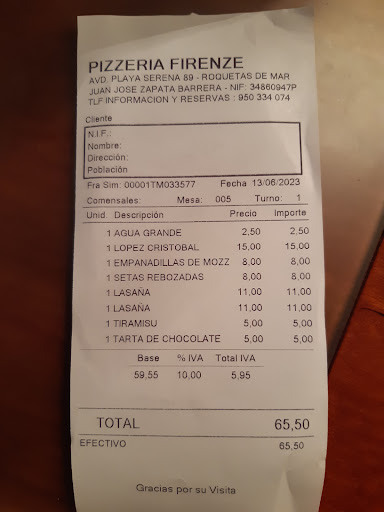 PIZZERIA FIRENZE
AVD. PLAYA SERENA 89 - ROQUETAS DE MAR
JUAN JOSE ZAPATA BARRERA - NIF: 34860947P
TLF INFORMACION Y RESERVAS : 950 334 074
Cliente
N.I.F.:
Nombre:
Dirección:
Población
Fra Sim: 00001TM033577 Fecha 13/06/2023
Comensales: Mesa: 005 Turno: 1
Unid Descripción Precio Importe
1 AGUA GRANDE 2,50 2,50
1 LOPEZ CRISTOBAL 15,00 15,00
1 EMPANADILLAS DE MOZZ 8,00 8,00
1 SETAS REBOZADAS 8,00 8,00
1 LASAÑA 11,00 11,00
1 LASAÑA 11,00 11,00
1 TIRAMISU 5,00 5,00
1 TARTA DE CHOCOLATE 5,00 5,00
Base % IVA Total IVA
59,55 10,00 5,95
TOTAL 65,50
EFECTIVO 65,50
Gracias por su Visita